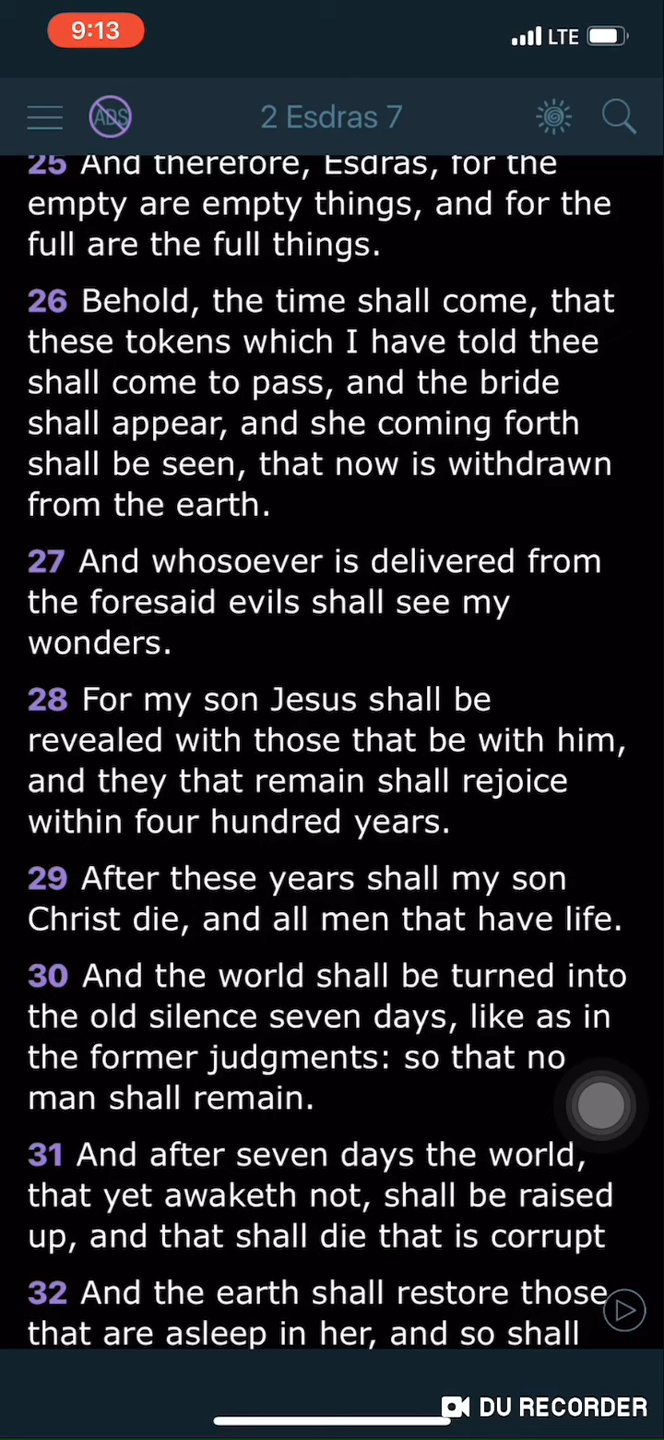 9:13
LTE
ADS
2 Esdras 7
25 And therefore, Esdras, for the
empty are empty things, and for the
full are the full things.
26 Behold, the time shall come, that
these tokens which I have told thee
shall come to pass, and the bride
shall appear, and she coming forth
shall be seen, that now is withdrawn
from the earth.
27 And whosoever is delivered from
the foresaid evils shall see my
wonders.
28 For my son Jesus shall be
revealed with those that be with him,
and they that remain shall rejoice
within four hundred years.
29 After these years shall my son
Christ die, and all men that have life.
30 And the world shall be turned into
the old silence seven days, like as in
the former judgments: so that no
man shall remain.
31 And after seven days the world,
that yet awaketh not, shall be raised
up, and that shall die that is corrupt
32 And the earth shall restore those
that are asleep in her, and so shall
DU RECORDER